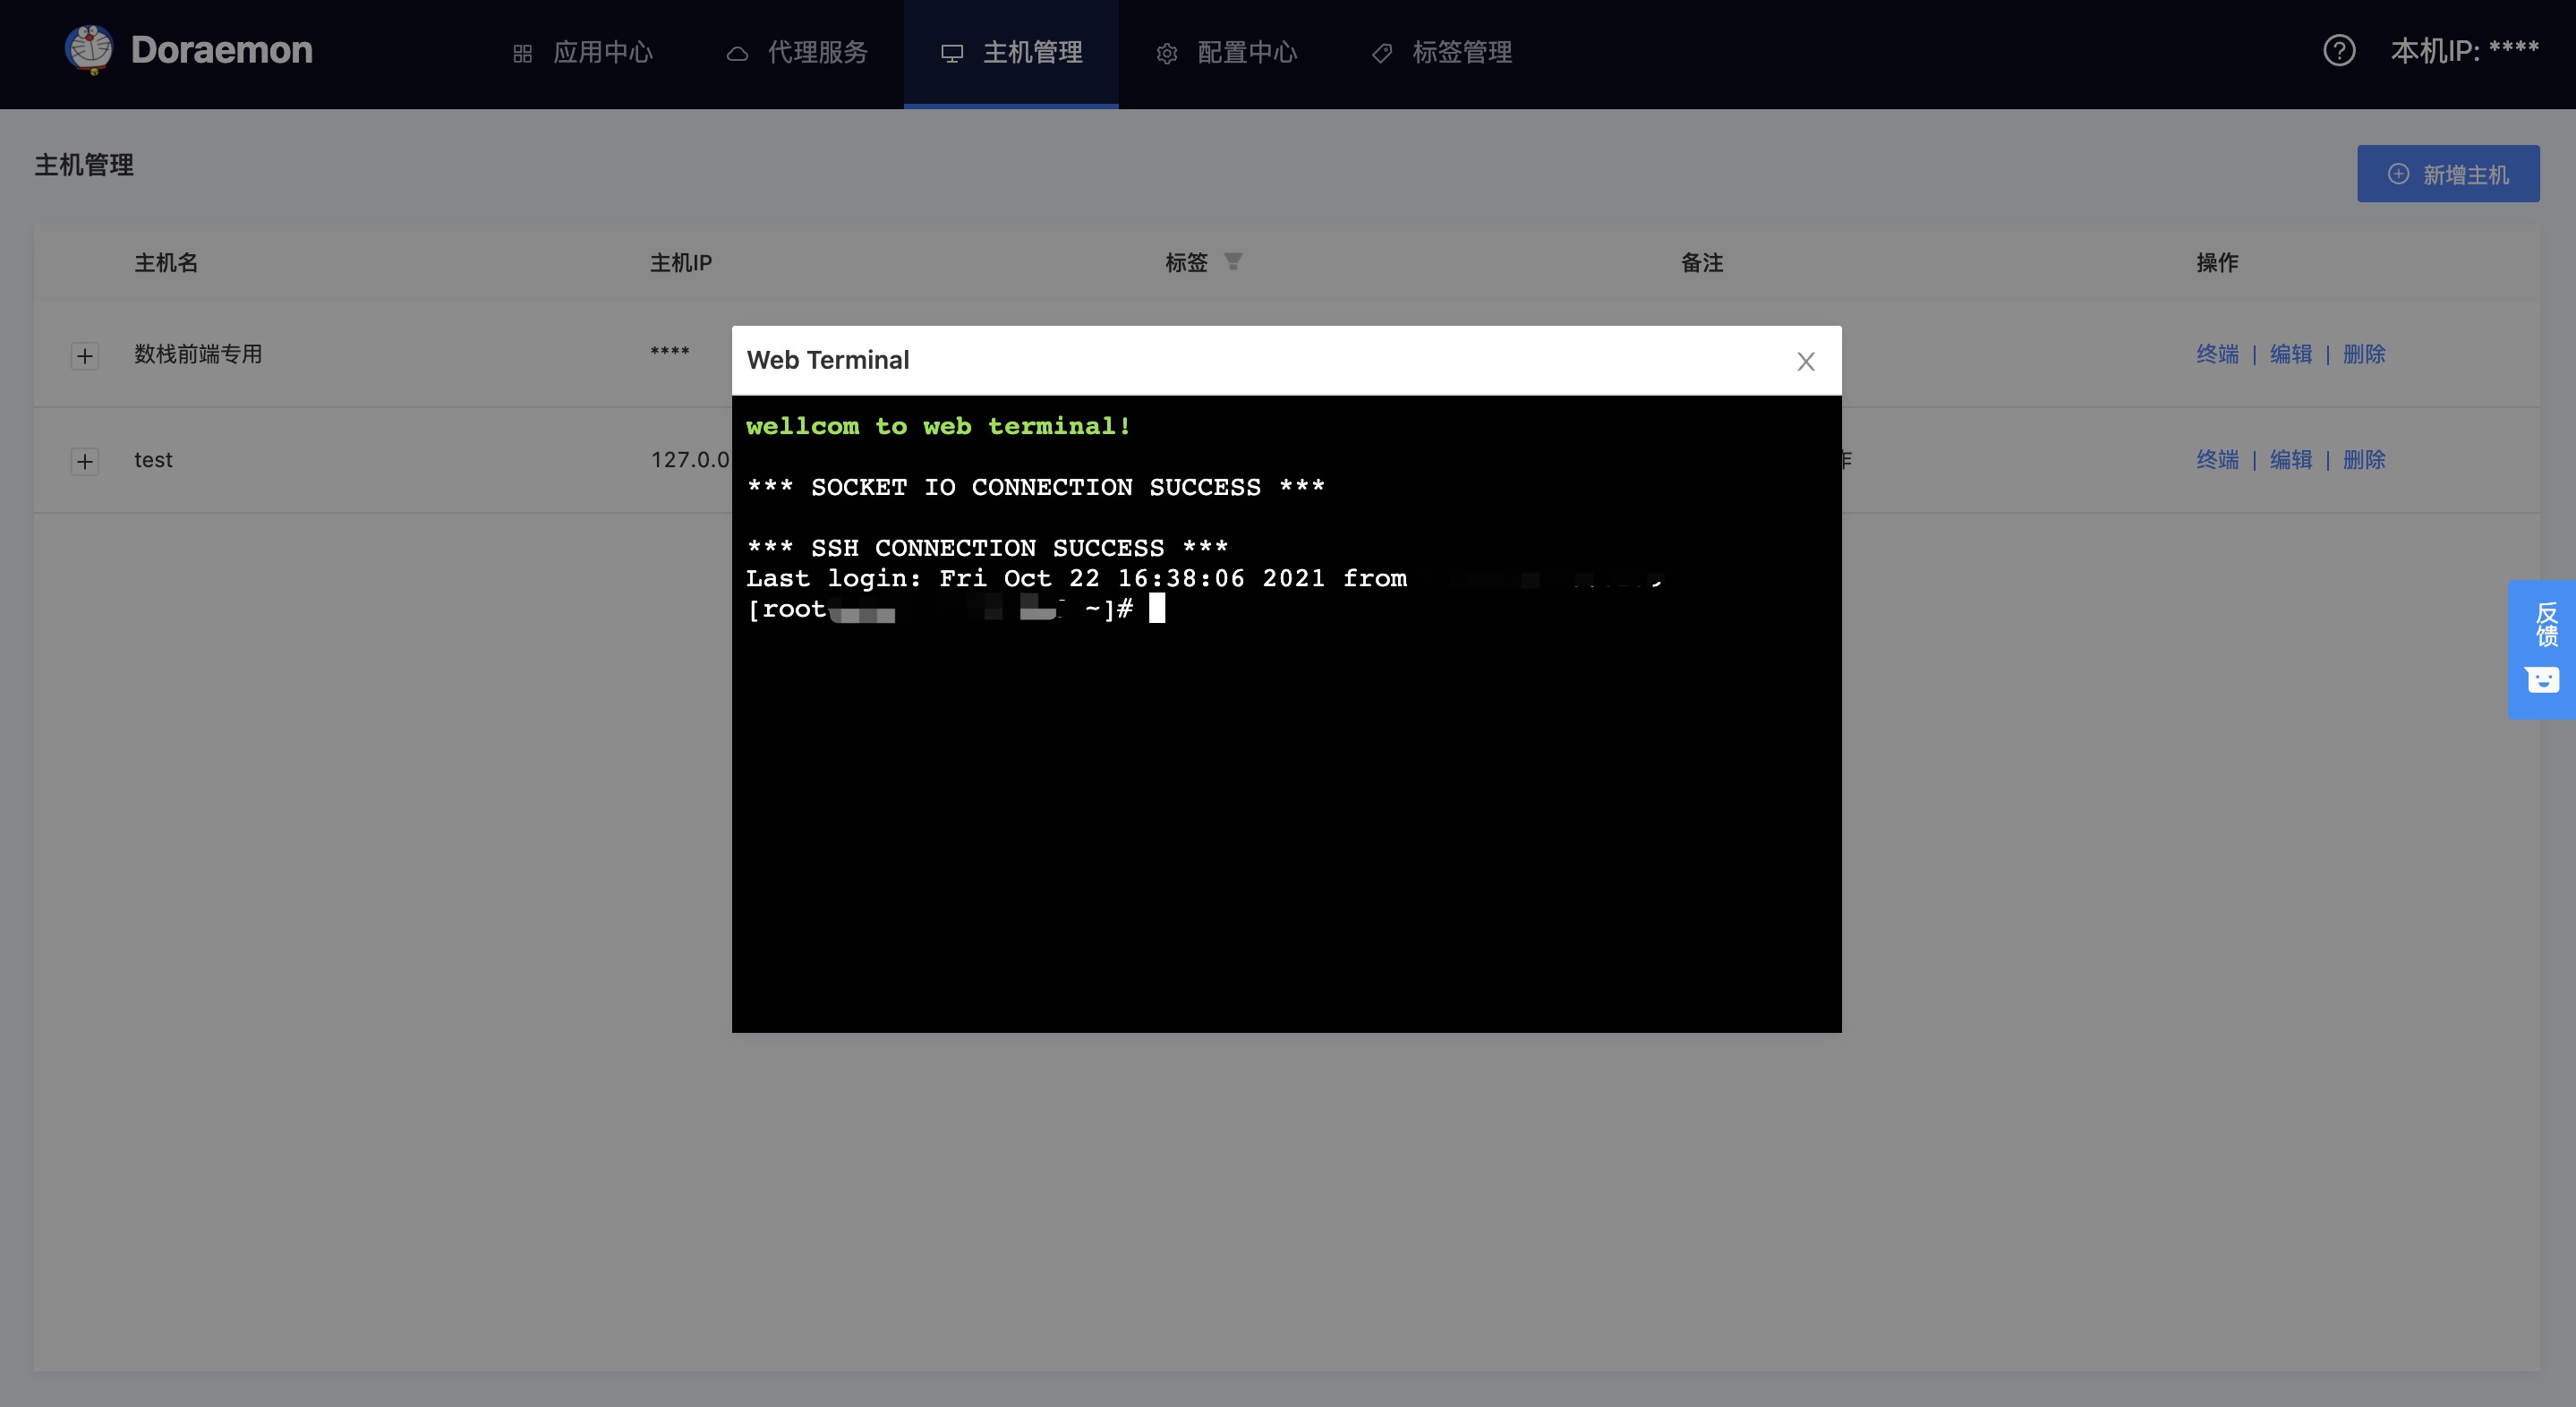 Doraemon
应用中心
代理服务
主机管理
配置中心
标签管理
本机IP: ****
主机管理
新增主机
主机名 主机IP 标签 备注 操作
数栈前端专用 **** 终端 | 编辑 | 删除
test 127.0.0 终端 | 编辑 | 删除
Web Terminal
wellcom to web terminal!
*** SOCKET IO CONNECTION SUCCESS ***
*** SSH CONNECTION SUCCESS ***
Last login: Fri Oct 22 16:38:06 2021 from
[root ~]#
反馈